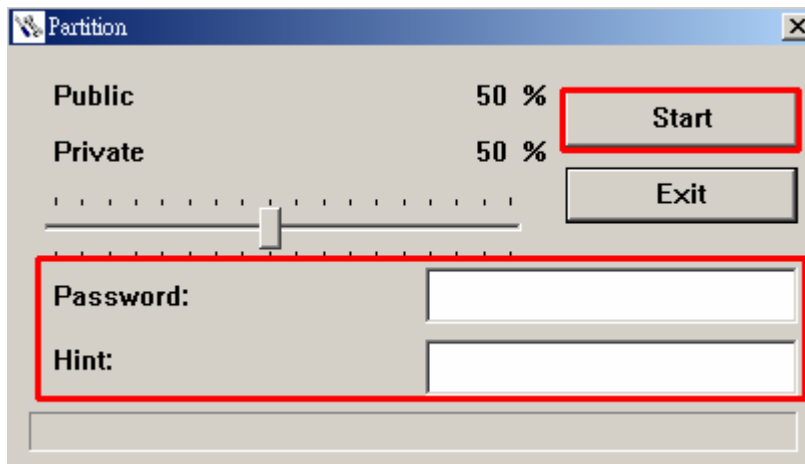 Partition
Public 50 %
Private 50 %
Start
Exit
Password:
Hint: